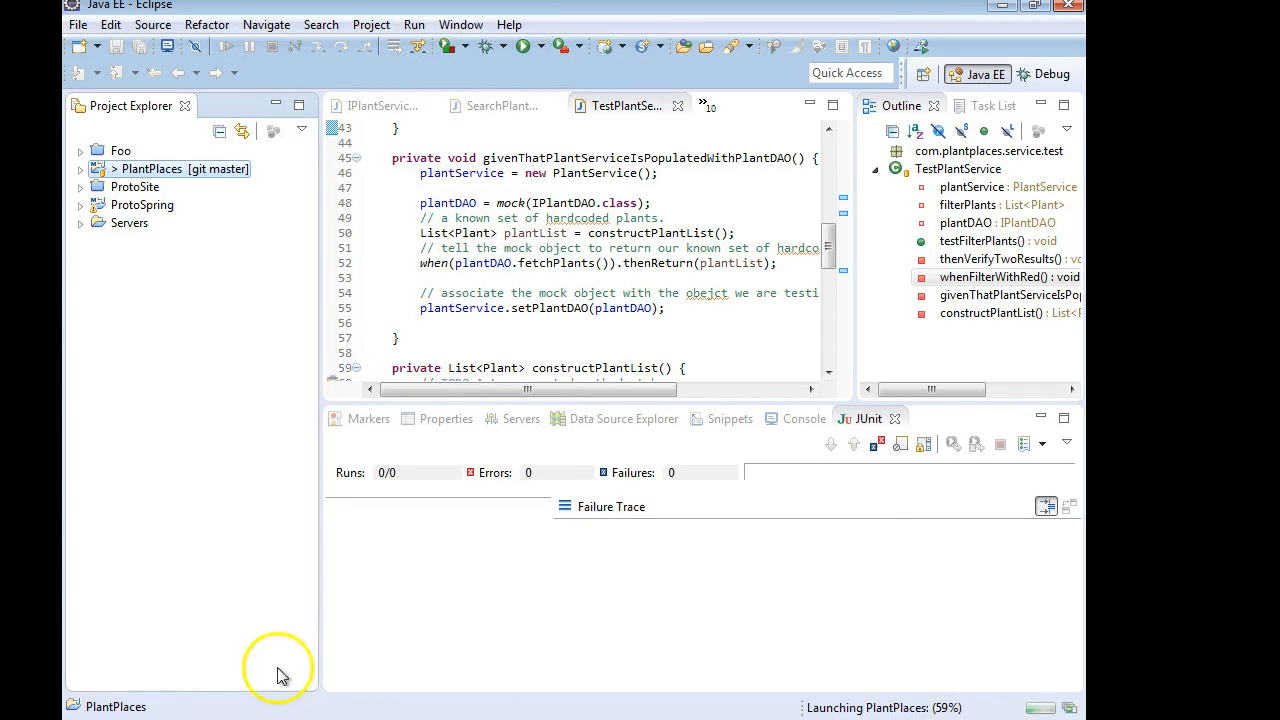 Java EE - Eclipse
File Edit Source Refactor Navigate Search Project Run Window Help
Quick Access
Java EE
Debug
Project Explorer
Foo
> PlantPlaces [git master]
ProtoSite
ProtoSpring
Servers
IPlantServic...
SearchPlant...
TestPlantSe...
»10
43 }
44
45 private void givenThatPlantServiceIsPopulatedWithPlantDAO() {
46 plantService = new PlantService();
47
48 plantDAO = mock(IPlantDAO.class);
49 // a known set of hardcoded plants.
50 List<Plant> plantList = constructPlantList();
51 // tell the mock object to return our known set of hardco
52 when(plantDAO.fetchPlants()).thenReturn(plantList);
53
54 // associate the mock object with the obejct we are testi
55 plantService.setPlantDAO(plantDAO);
56
57 }
58
59 private List<Plant> constructPlantList() {
Outline
Task List
com.plantplaces.service.test
TestPlantService
plantService : PlantService
filterPlants : List<Plant>
plantDAO : IPlantDAO
testFilterPlants() : void
thenVerifyTwoResults() : vo
whenFilterWithRed() : void
givenThatPlantServiceIsPo
constructPlantList() : List<P
Markers Properties Servers Data Source Explorer Snippets Console JUnit
Runs: 0/0 Errors: 0 Failures: 0
Failure Trace
PlantPlaces
Launching PlantPlaces: (59%)